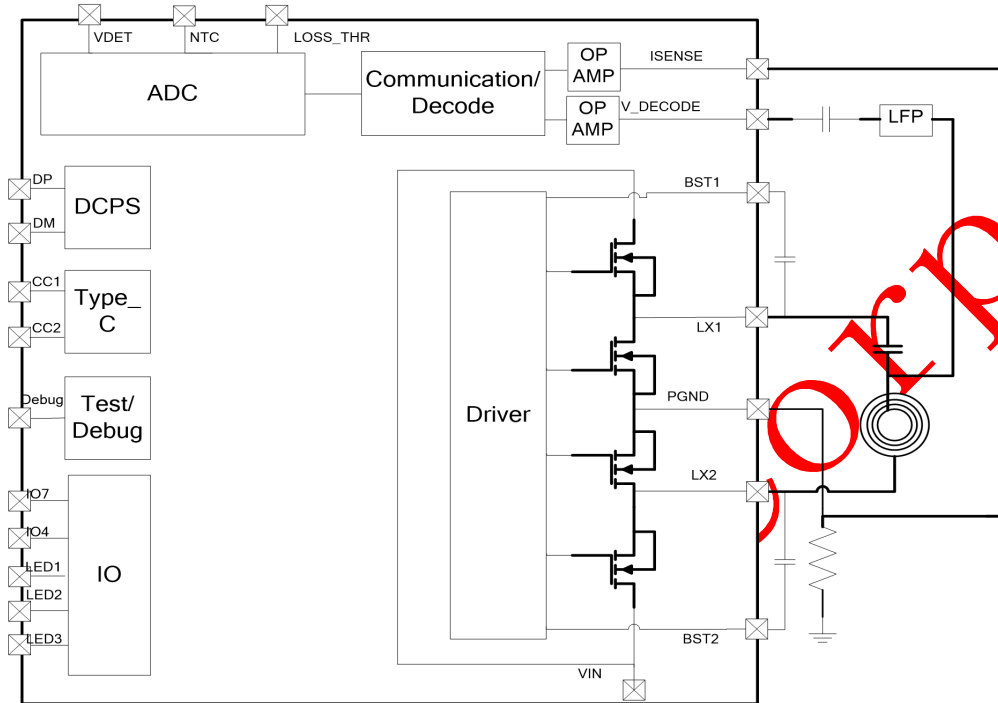 VDET
NTC
LOSS_THR
ADC
Communication/
Decode
OP
AMP
ISENSE
OP
AMP
V_DECODE
LFP
DP
DM
DCPS
CC1
CC2
Type_
C
Debug
Test/
Debug
IO7
IO4
LED1
LED2
LED3
IO
Driver
BST1
LX1
PGND
LX2
BST2
VIN
orp